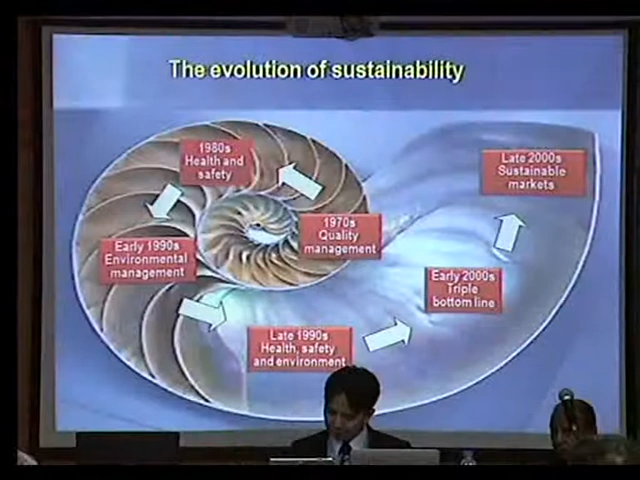 The evolution of sustainability
1980s
Health and
safety
Late 2000s
Sustainable
markets
1970s
Quality
management
Early 1990s
Environmental
management
Early 2000s
Triple
bottom line
Late 1990s
Health, safety
and environment